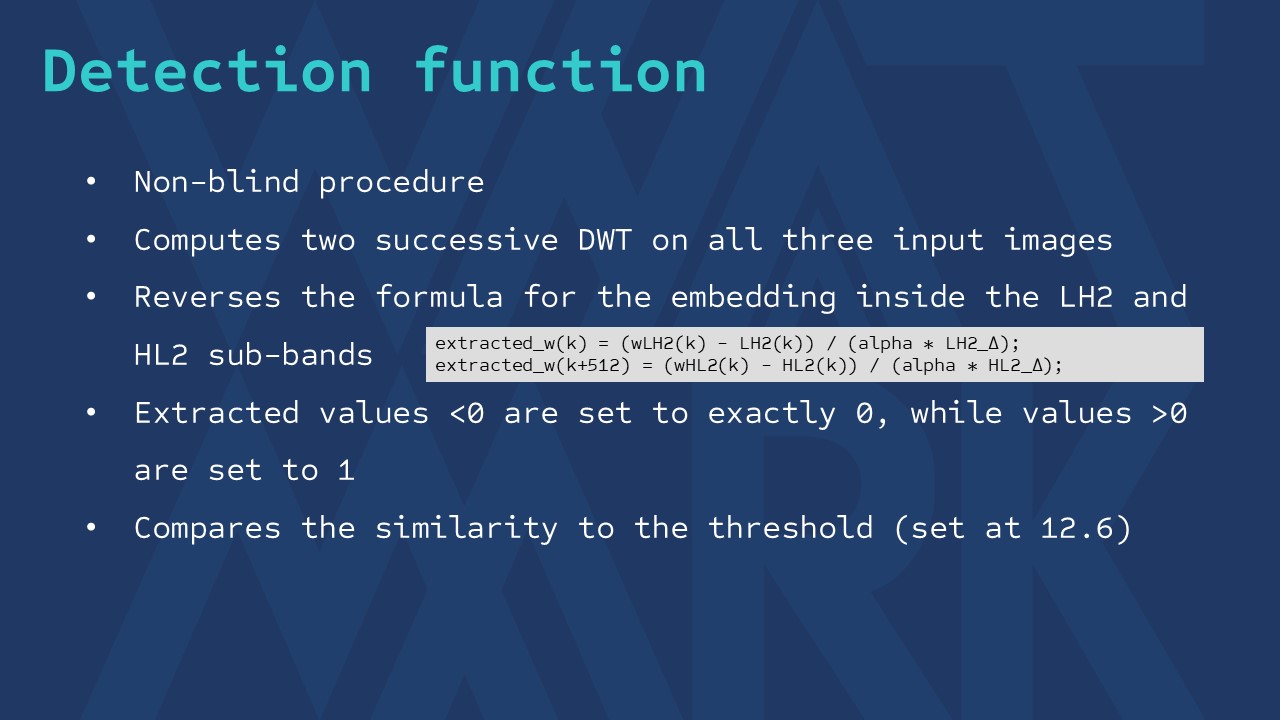 Detection function
• Non-blind procedure
• Computes two successive DWT on all three input images
• Reverses the formula for the embedding inside the LH2 and
HL2 sub-bands
extracted_w(k) = (wLH2(k) - LH2(k)) / (alpha * LH2_Δ);
extracted_w(k+512) = (wHL2(k) - HL2(k)) / (alpha * HL2_Δ);
• Extracted values <0 are set to exactly 0, while values >0
are set to 1
• Compares the similarity to the threshold (set at 12.6)